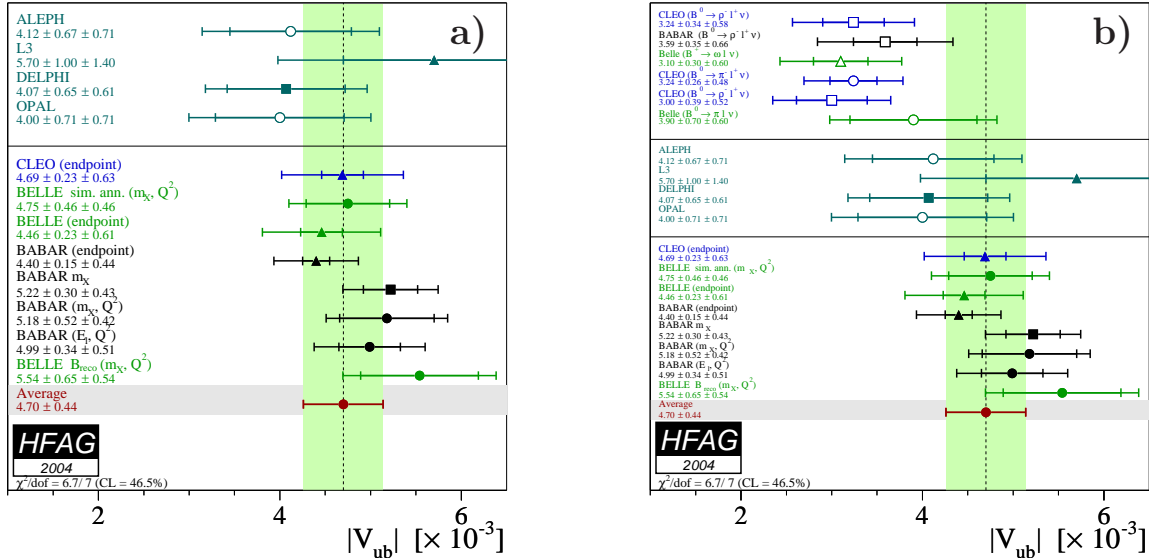 a)
ALEPH
4.12 ± 0.67 ± 0.71
L3
5.70 ± 1.00 ± 1.40
DELPHI
4.07 ± 0.65 ± 0.61
OPAL
4.00 ± 0.71 ± 0.71
CLEO (endpoint)
4.69 ± 0.23 ± 0.63
BELLE sim. ann. (m_X, Q²)
4.75 ± 0.46 ± 0.46
BELLE (endpoint)
4.46 ± 0.23 ± 0.61
BABAR (endpoint)
4.40 ± 0.15 ± 0.44
BABAR m_X
5.22 ± 0.30 ± 0.43
BABAR (m_X, Q²)
5.18 ± 0.52 ± 0.42
BABAR (E_l, Q²)
4.99 ± 0.34 ± 0.51
BELLE B_reco (m_X, Q²)
5.54 ± 0.65 ± 0.54
Average
4.70 ± 0.44
HFAG
2004
χ²/dof = 6.7/ 7 (CL = 46.5%)
2 4 6
|V_ub| [× 10⁻³]
b)
CLEO (B⁰ → ρ⁻ l⁺ ν)
3.24 ± 0.34 ± 0.58
BABAR (B⁰ → ρ⁻ l⁺ ν)
3.59 ± 0.35 ± 0.66
Belle (B⁺ → ω l ν)
3.10 ± 0.30 ± 0.60
CLEO (B⁰ → π⁻ l⁺ ν)
3.24 ± 0.26 ± 0.48
CLEO (B⁰ → ρ⁻ l⁺ ν)
3.00 ± 0.39 ± 0.52
Belle (B⁰ → π l ν)
3.90 ± 0.70 ± 0.60
ALEPH
4.12 ± 0.67 ± 0.71
L3
5.70 ± 1.00 ± 1.40
DELPHI
4.07 ± 0.65 ± 0.61
OPAL
4.00 ± 0.71 ± 0.71
CLEO (endpoint)
4.69 ± 0.23 ± 0.63
BELLE sim. ann. (m_X, Q²)
4.75 ± 0.46 ± 0.46
BELLE (endpoint)
4.46 ± 0.23 ± 0.61
BABAR (endpoint)
4.40 ± 0.15 ± 0.44
BABAR m_X
5.22 ± 0.30 ± 0.43
BABAR (m_X, Q²)
5.18 ± 0.52 ± 0.42
BABAR (E_l, Q²)
4.99 ± 0.34 ± 0.51
BELLE B_reco (m_X, Q²)
5.54 ± 0.65 ± 0.54
Average
4.70 ± 0.44
HFAG
2004
χ²/dof = 6.7/ 7 (CL = 46.5%)
2 4 6
|V_ub| [× 10⁻³]